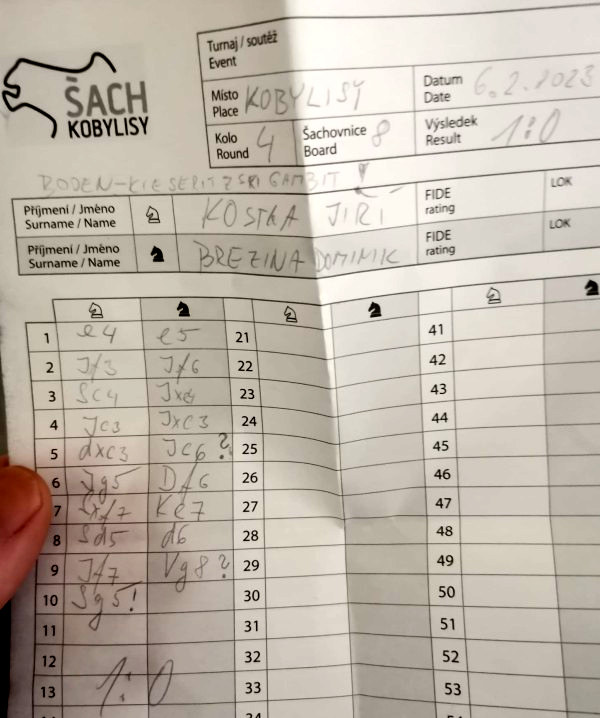 ŠACH
KOBYLISY
Turnaj / soutěž
Event
Místo
Place KOBYLISY
Datum
Date 6.2.2023
Kolo
Round 4
Šachovnice
Board 8
Výsledek
Result 1:0
BODEN-KIESERITZSKI GAMBIT
Příjmení / Jméno
Surname / Name KOSTKA JIŘÍ
FIDE
rating
LOK
Příjmení / Jméno
Surname / Name BREZINA DOMINIK
FIDE
rating
LOK
1 e4 e5 21 41
2 Jf3 Jf6 22 42
3 Sc4 Jxe4 23 43
4 Jc3 Jxc3 24 44
5 dxc3 Jc6? 25 45
6 Jg5 Df6 26 46
7 Sxf7 Ke7 27 47
8 Sd5 d6 28 48
9 Jf7 Vg8? 29 49
10 Sg5! 30 50
11 31 51
12 32 52
13 1:0 33 53